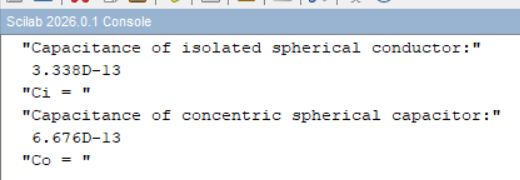 Scilab 2026.0.1 Console
"Capacitance of isolated spherical conductor:"
3.338D-13
"Ci = "
"Capacitance of concentric spherical capacitor:"
6.676D-13
"Co = "